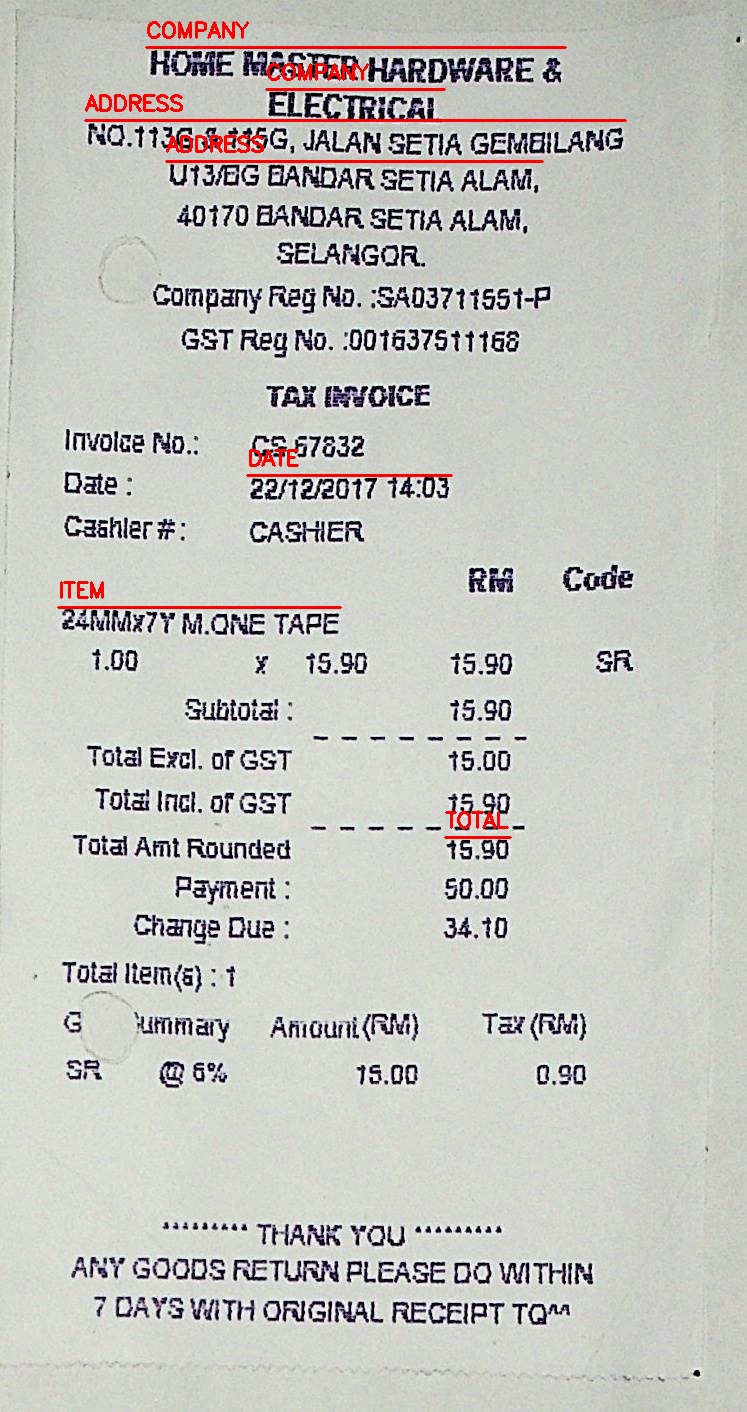 COMPANY
HOME MASTER HARDWARE &
COMPANY
ELECTRICAL
ADDRESS
NO.113G & 115G, JALAN SETIA GEMBILANG
ADDRESS
U13/BG BANDAR SETIA ALAM,
40170 BANDAR SETIA ALAM,
SELANGOR.
Company Reg No. :SA03711551-P
GST Reg No. :001637511168
TAX INVOICE
Invoice No.: CS 67832
DATE
Date : 22/12/2017 14:03
Cashier #: CASHIER
RM Code
ITEM
24MMx7Y M.ONE TAPE
1.00 x 15.90 15.90 SR
Subtotal : 15.90
Total Excl. of GST 15.00
Total Incl. of GST 15.90
TOTAL
Total Amt Rounded 15.90
Payment : 50.00
Change Due : 34.10
Total Item(s) : 1
G ummary Amount (RM) Tax (RM)
SR @ 6% 15.00 0.90
********* THANK YOU *********
ANY GOODS RETURN PLEASE DO WITHIN
7 DAYS WITH ORIGINAL RECEIPT TQ^^